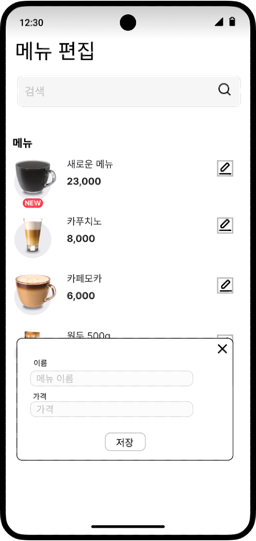 12:30
메뉴 편집
검색
메뉴
새로운 메뉴
23,000
NEW
카푸치노
8,000
카페모카
6,000
원두 500g
이름
메뉴 이름
가격
가격
저장